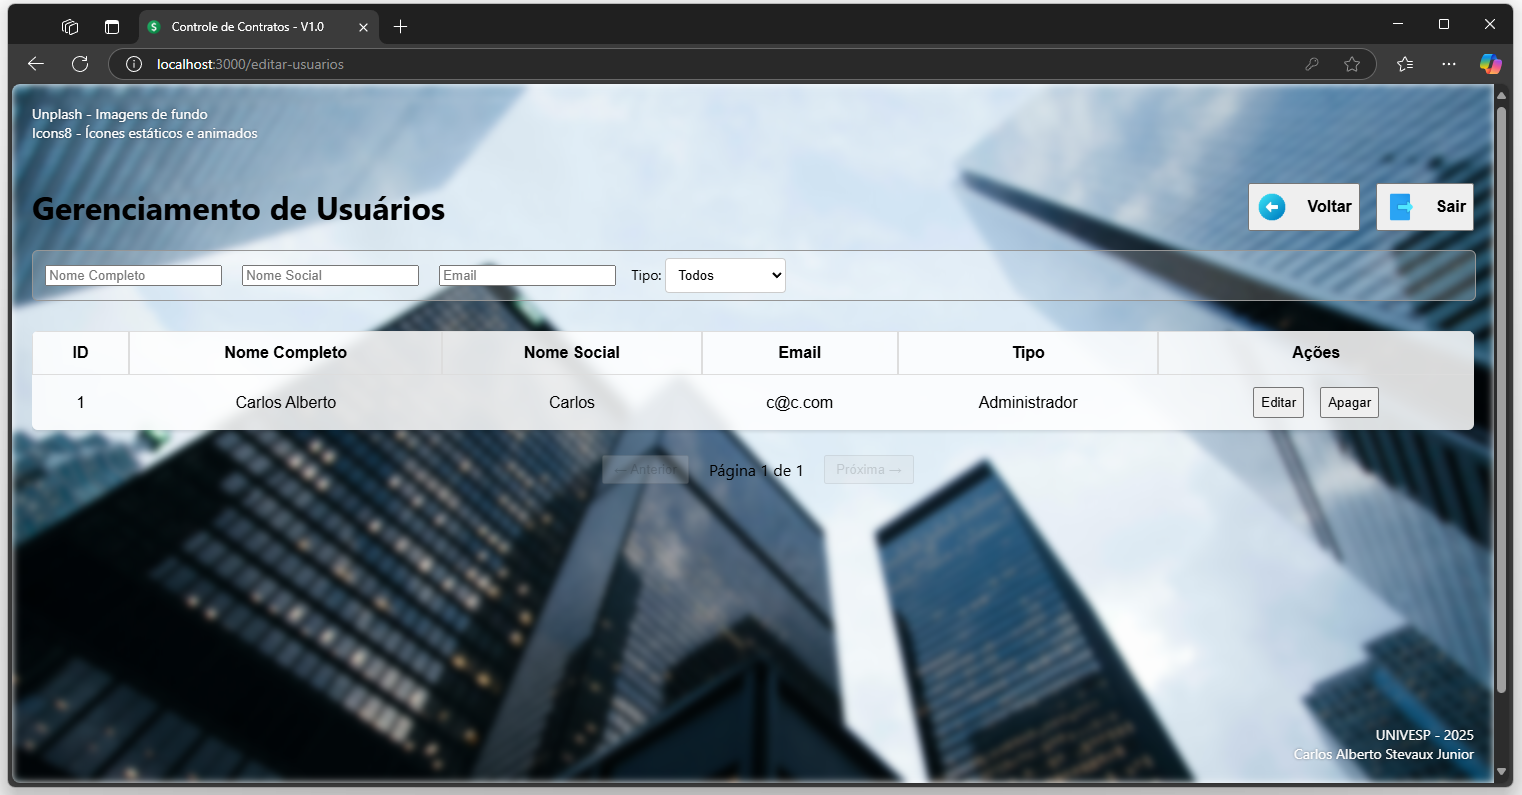 Controle de Contratos - V1.0
localhost:3000/editar-usuarios
Unplash - Imagens de fundo
Icons8 - Ícones estáticos e animados
Gerenciamento de Usuários
Voltar
Sair
Nome Completo
Nome Social
Email
Tipo:
Todos
ID Nome Completo Nome Social Email Tipo Ações
1 Carlos Alberto Carlos c@c.com Administrador Editar Apagar
← Anterior Página 1 de 1 Próxima →
UNIVESP - 2025
Carlos Alberto Stevaux Junior